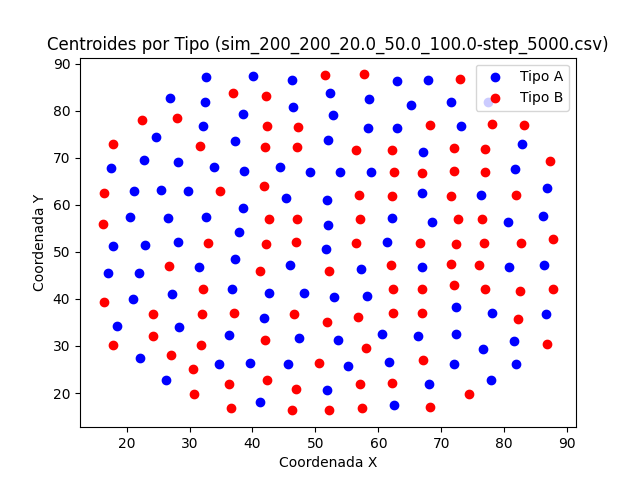 Centroides por Tipo (sim_200_200_20.0_50.0_100.0-step_5000.csv)
Tipo A
Tipo B
90
80
70
60
50
40
30
20
Coordenada Y
20 30 40 50 60 70 80 90
Coordenada X